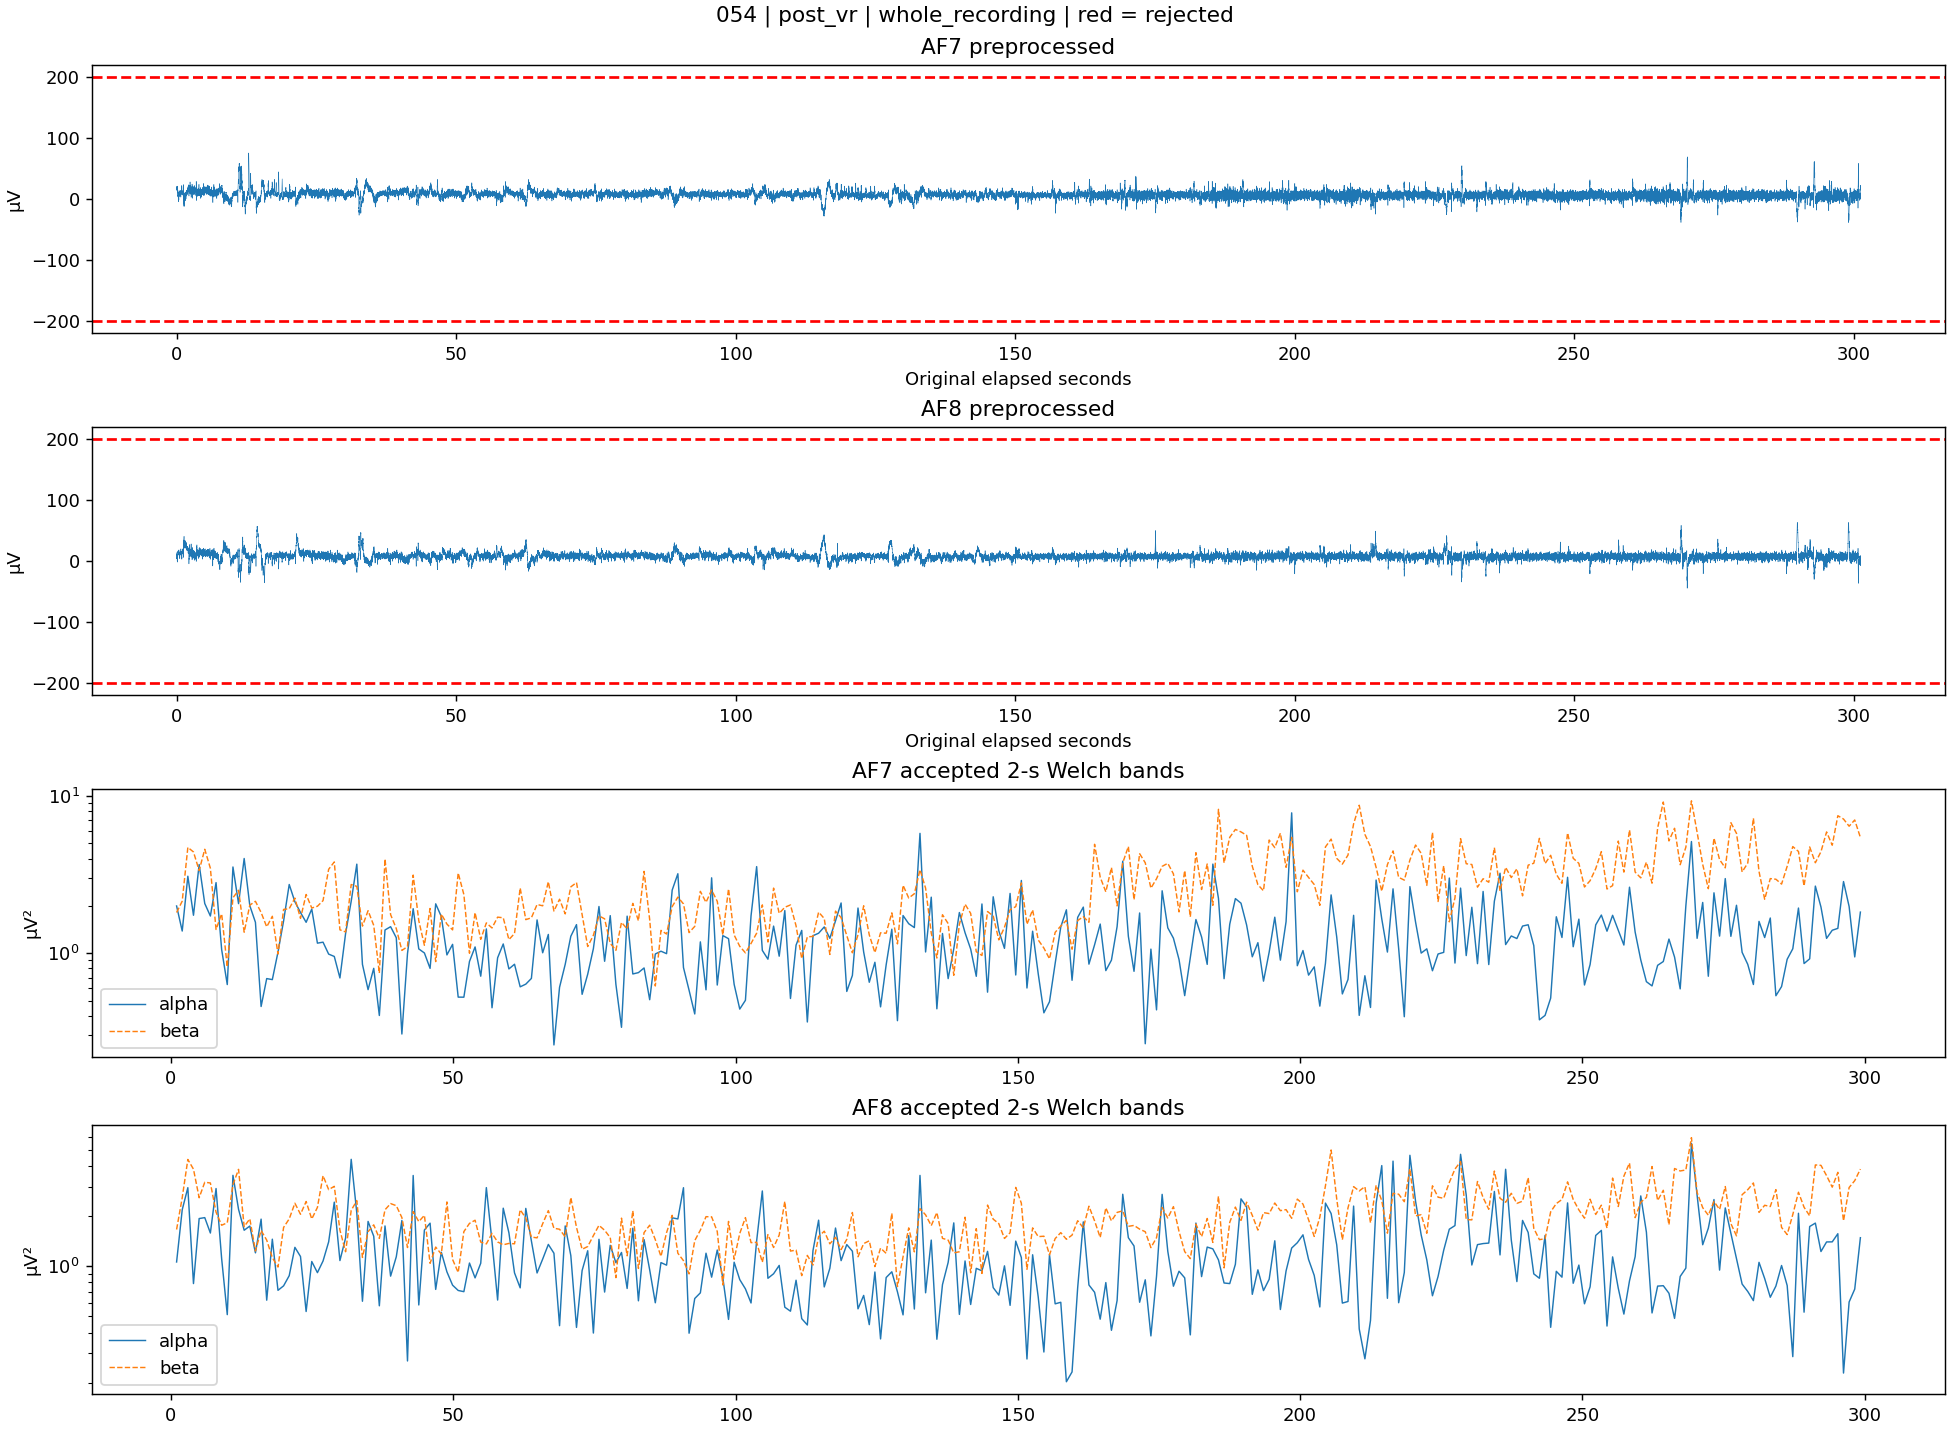 054 | post_vr | whole_recording | red = rejected
AF7 preprocessed
200
100
0
−100
−200
µV
0 50 100 150 200 250 300
Original elapsed seconds
AF8 preprocessed
200
100
0
−100
−200
µV
0 50 100 150 200 250 300
Original elapsed seconds
AF7 accepted 2-s Welch bands
10¹
10⁰
µV²
alpha
beta
0 50 100 150 200 250 300
AF8 accepted 2-s Welch bands
10⁰
µV²
alpha
beta
0 50 100 150 200 250 300